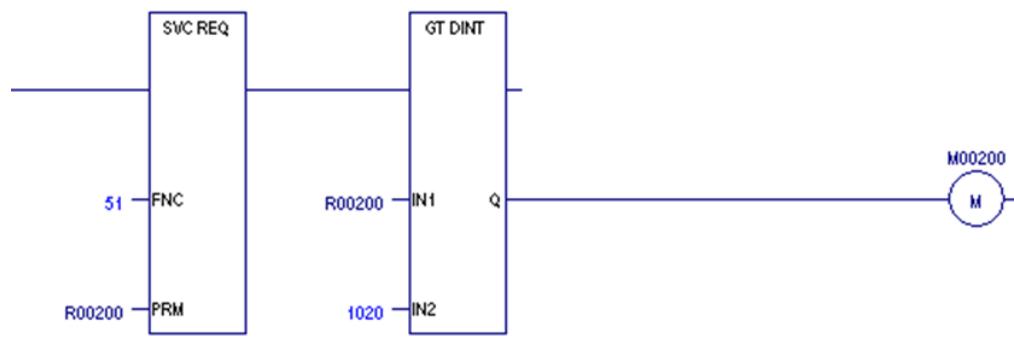 SVC REQ
GT DINT
M00200
M
51
FNC
R00200
IN1
Q
R00200
PRM
1020
IN2